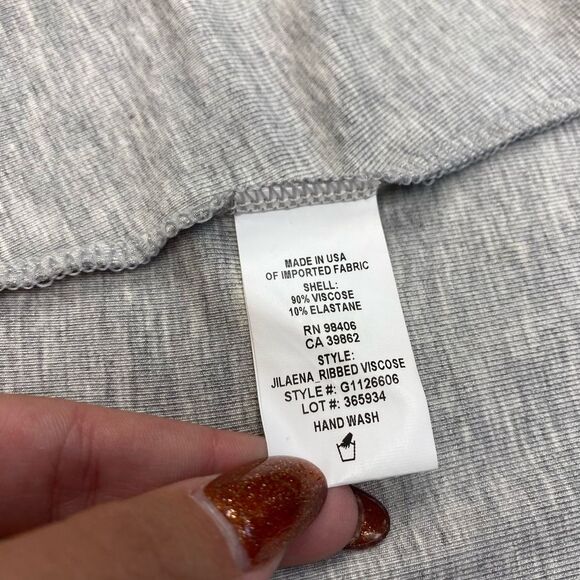 MADE IN USA
OF IMPORTED FABRIC
SHELL:
90% VISCOSE
10% ELASTANE
RN 98406
CA 39862
STYLE:
JILAENA_RIBBED VISCOSE
STYLE #: G1126606
LOT #: 365934
HAND WASH